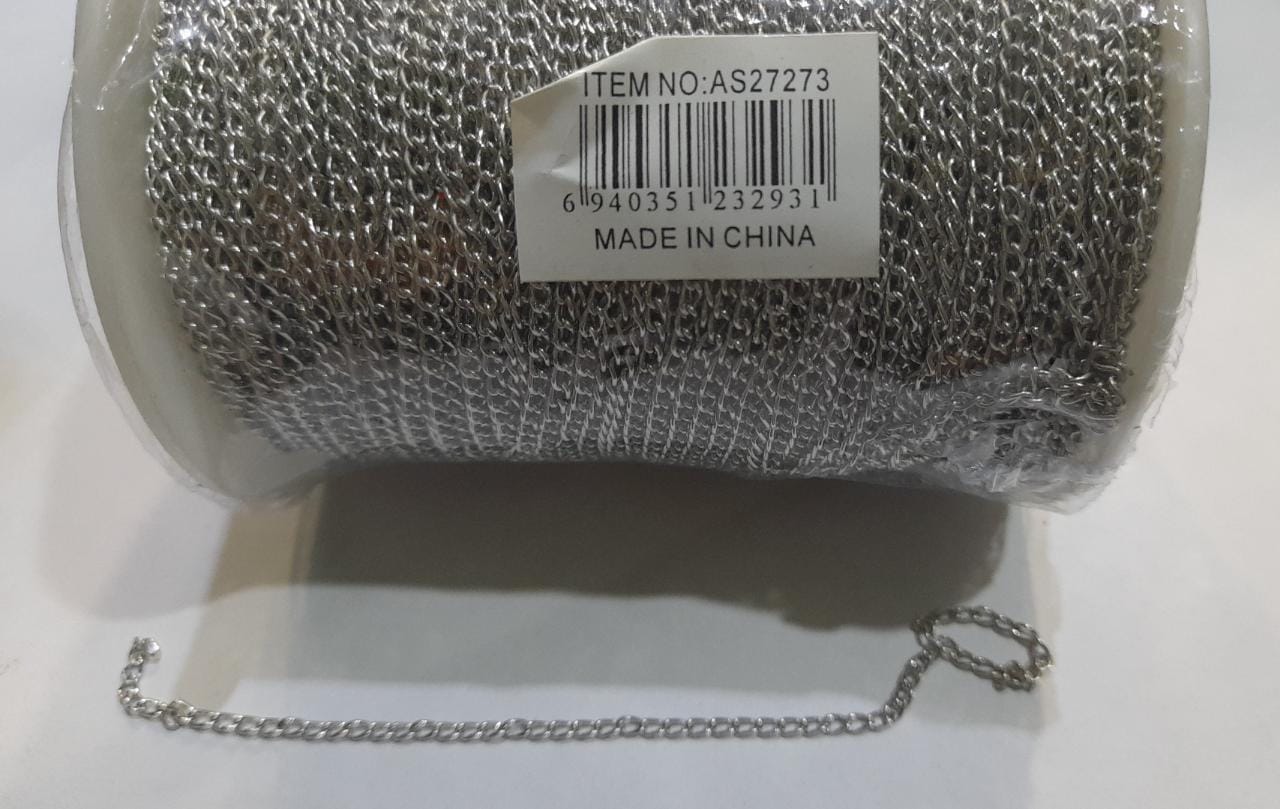 ITEM NO:AS27273
6 940351 232931
MADE IN CHINA